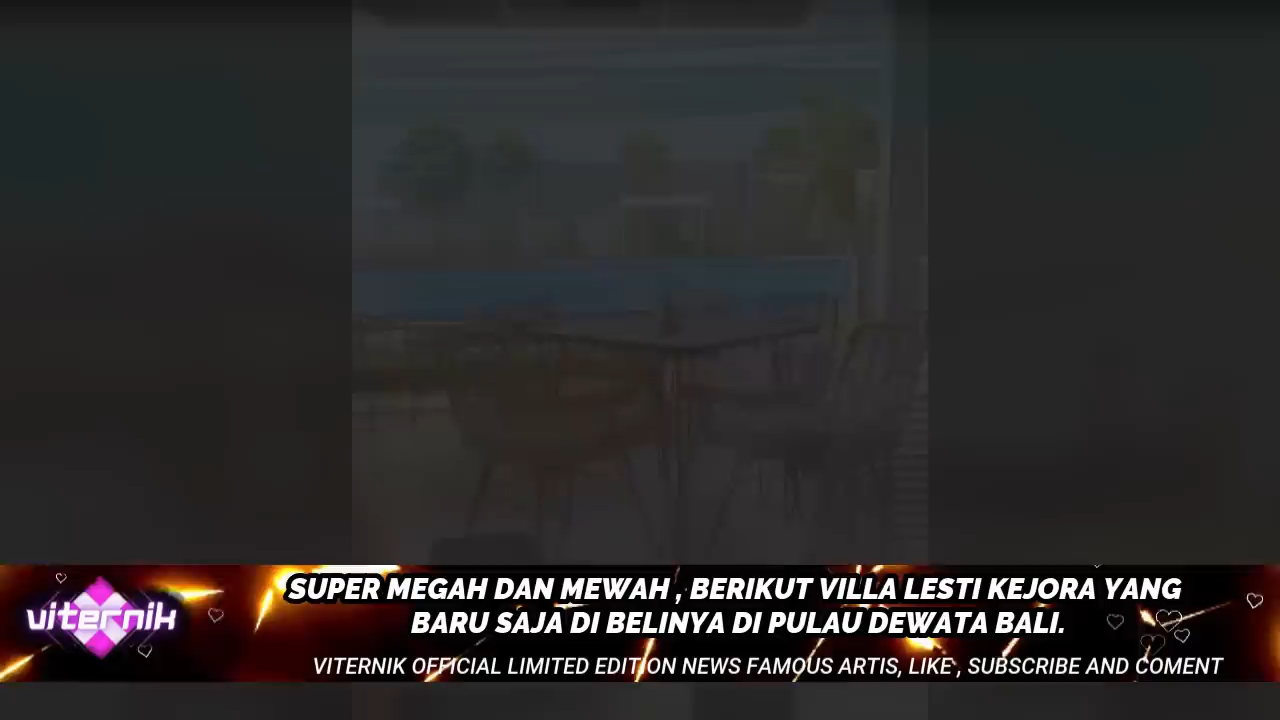 SUPER MEGAH DAN MEWAH , BERIKUT VILLA LESTI KEJORA YANG
BARU SAJA DI BELINYA DI PULAU DEWATA BALI.
viternik
VITERNIK OFFICIAL LIMITED EDITION NEWS FAMOUS ARTIS, LIKE , SUBSCRIBE AND COMENT